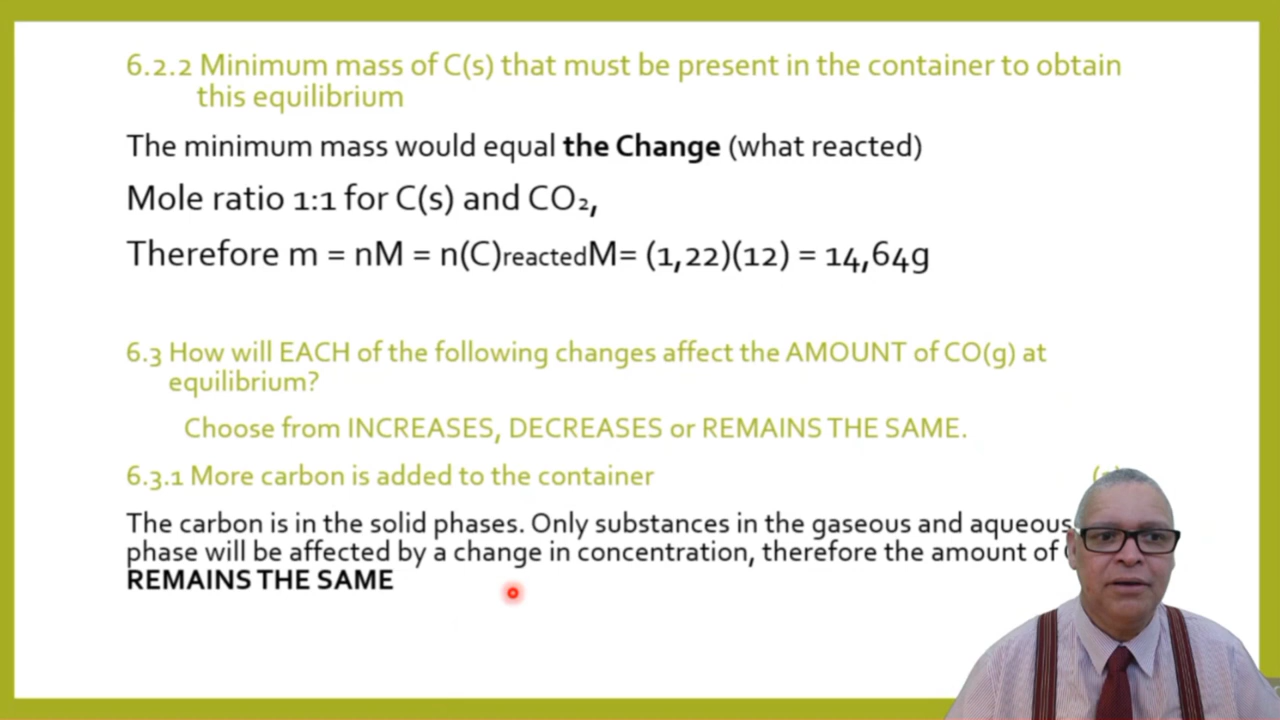 6.2.2 Minimum mass of C(s) that must be present in the container to obtain
this equilibrium
The minimum mass would equal the Change (what reacted)
Mole ratio 1:1 for C(s) and CO₂,
Therefore m = nM = n(C)reactedM= (1,22)(12) = 14,64g
6.3 How will EACH of the following changes affect the AMOUNT of CO(g) at
equilibrium?
Choose from INCREASES, DECREASES or REMAINS THE SAME.
6.3.1 More carbon is added to the container
The carbon is in the solid phases. Only substances in the gaseous and aqueous
phase will be affected by a change in concentration, therefore the amount of
REMAINS THE SAME